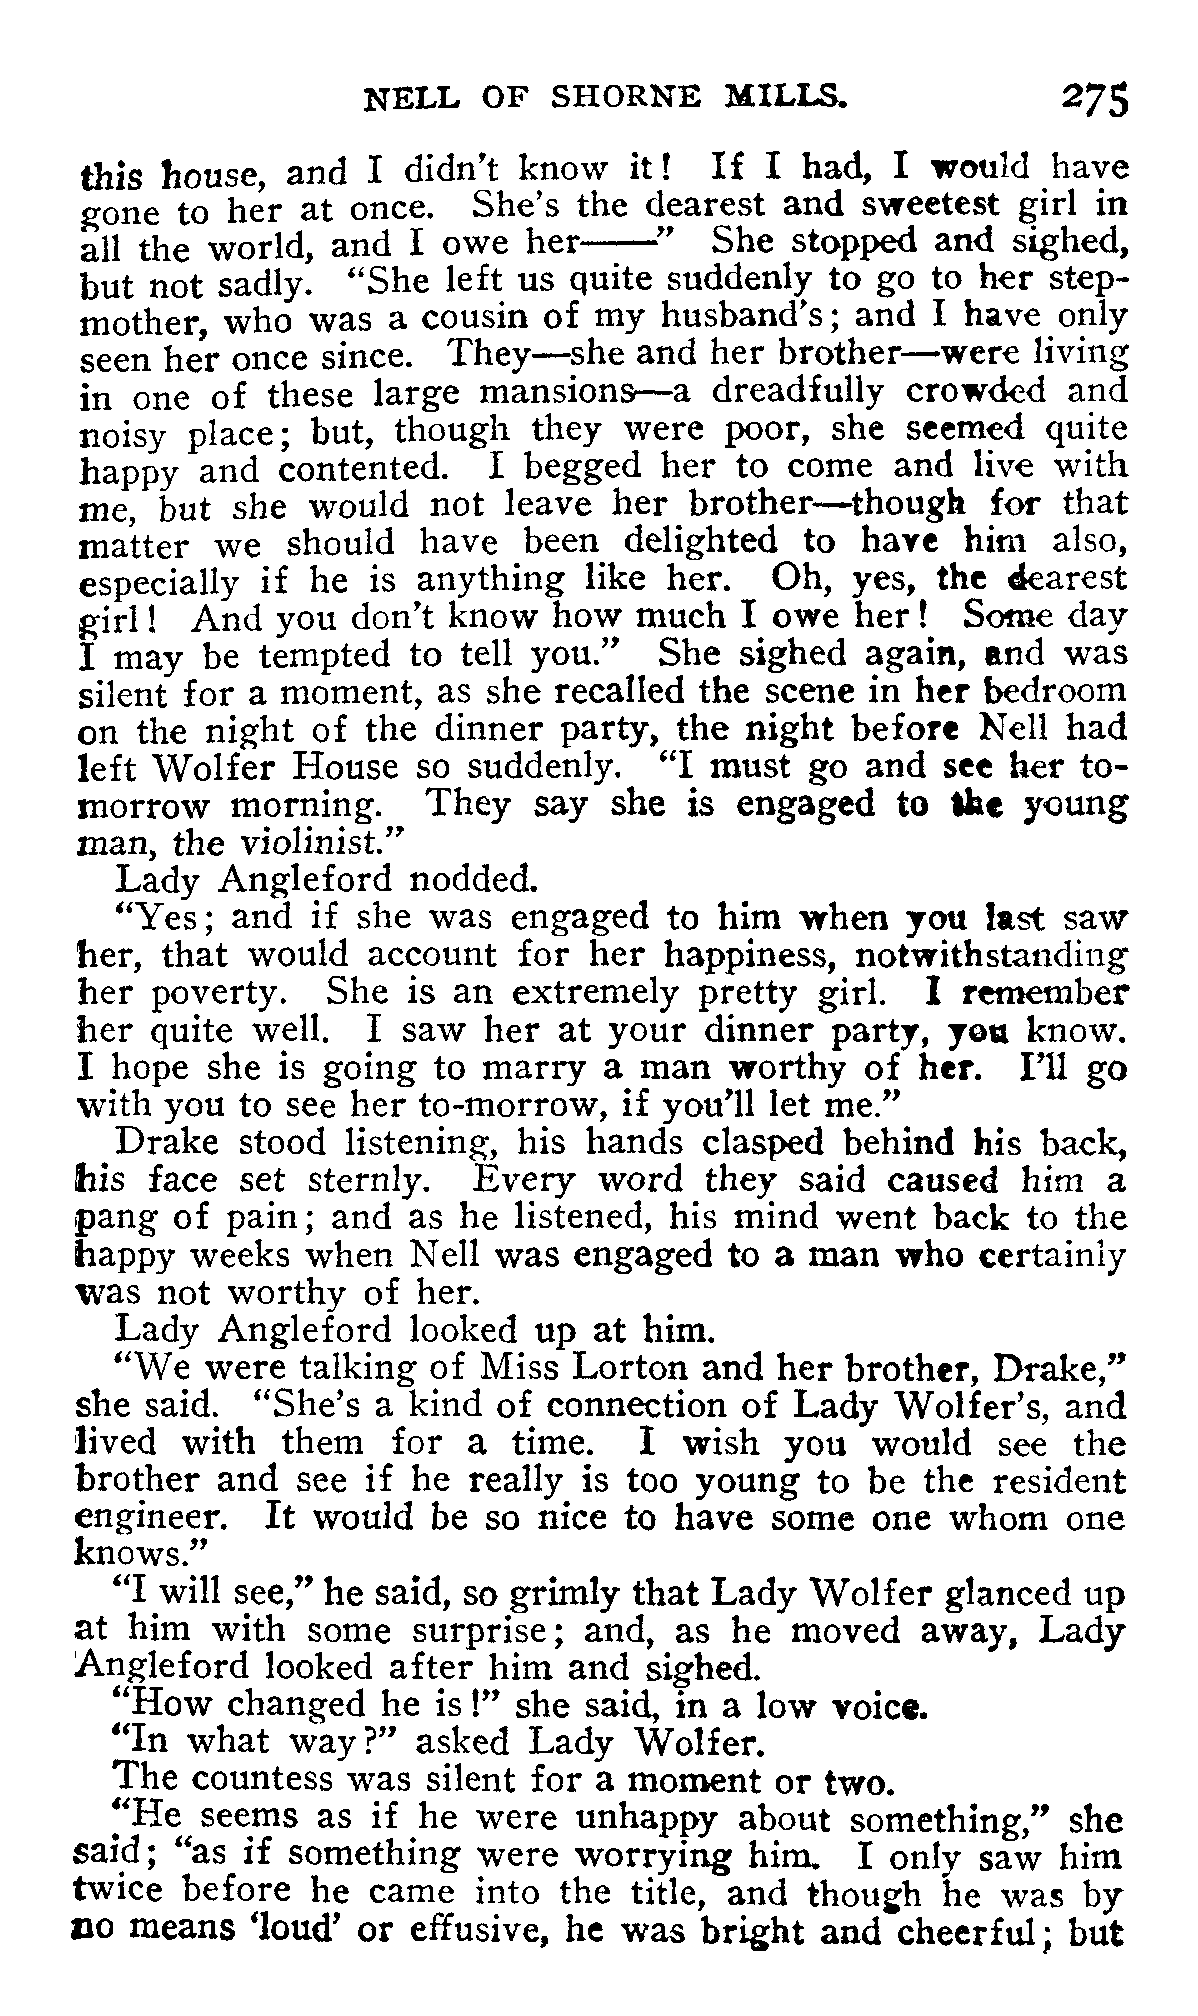 NELL OF SHORNE MILLS. 275
this house, and I didn't know it! If I had, I would have
gone to her at once. She's the dearest and sweetest girl in
all the world, and I owe her——" She stopped and sighed,
but not sadly. "She left us quite suddenly to go to her step-
mother, who was a cousin of my husband's; and I have only
seen her once since. They—she and her brother—were living
in one of these large mansions—a dreadfully crowded and
noisy place; but, though they were poor, she seemed quite
happy and contented. I begged her to come and live with
me, but she would not leave her brother—though for that
matter we should have been delighted to have him also,
especially if he is anything like her. Oh, yes, the dearest
girl! And you don't know how much I owe her! Some day
I may be tempted to tell you." She sighed again, and was
silent for a moment, as she recalled the scene in her bedroom
on the night of the dinner party, the night before Nell had
left Wolfer House so suddenly. "I must go and see her to-
morrow morning. They say she is engaged to the young
man, the violinist."
Lady Angleford nodded.
"Yes; and if she was engaged to him when you last saw
her, that would account for her happiness, notwithstanding
her poverty. She is an extremely pretty girl. I remember
her quite well. I saw her at your dinner party, you know.
I hope she is going to marry a man worthy of her. I'll go
with you to see her to-morrow, if you'll let me."
Drake stood listening, his hands clasped behind his back,
his face set sternly. Every word they said caused him a
pang of pain; and as he listened, his mind went back to the
happy weeks when Nell was engaged to a man who certainly
was not worthy of her.
Lady Angleford looked up at him.
"We were talking of Miss Lorton and her brother, Drake,"
she said. "She's a kind of connection of Lady Wolfer's, and
lived with them for a time. I wish you would see the
brother and see if he really is too young to be the resident
engineer. It would be so nice to have some one whom one
knows."
"I will see," he said, so grimly that Lady Wolfer glanced up
at him with some surprise; and, as he moved away, Lady
Angleford looked after him and sighed.
"How changed he is!" she said, in a low voice.
"In what way?" asked Lady Wolfer.
The countess was silent for a moment or two.
"He seems as if he were unhappy about something," she
said; "as if something were worrying him. I only saw him
twice before he came into the title, and though he was by
no means 'loud' or effusive, he was bright and cheerful; but